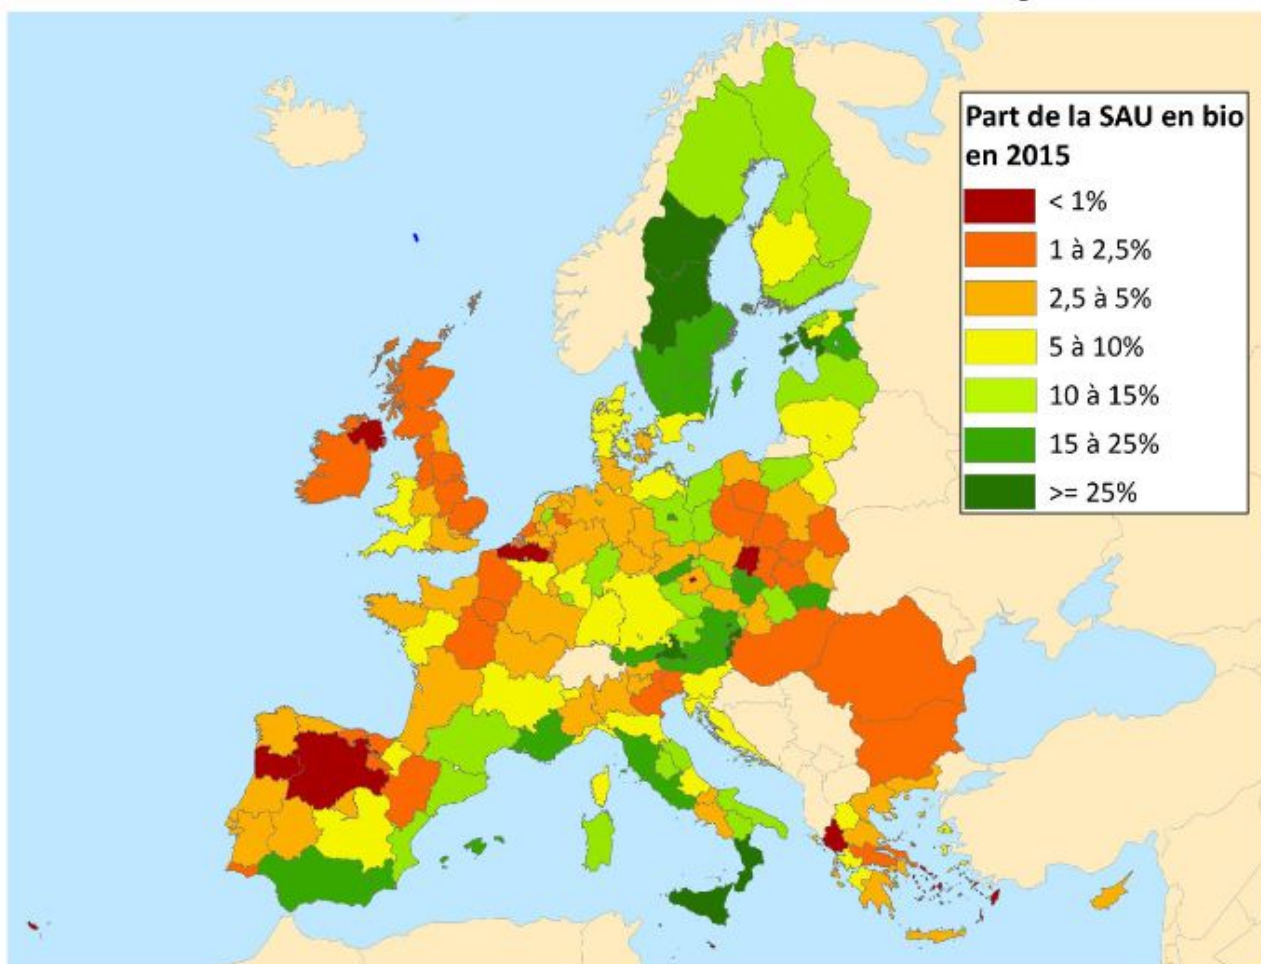 Part de la SAU en bio
en 2015
< 1%
1 à 2,5%
2,5 à 5%
5 à 10%
10 à 15%
15 à 25%
>= 25%